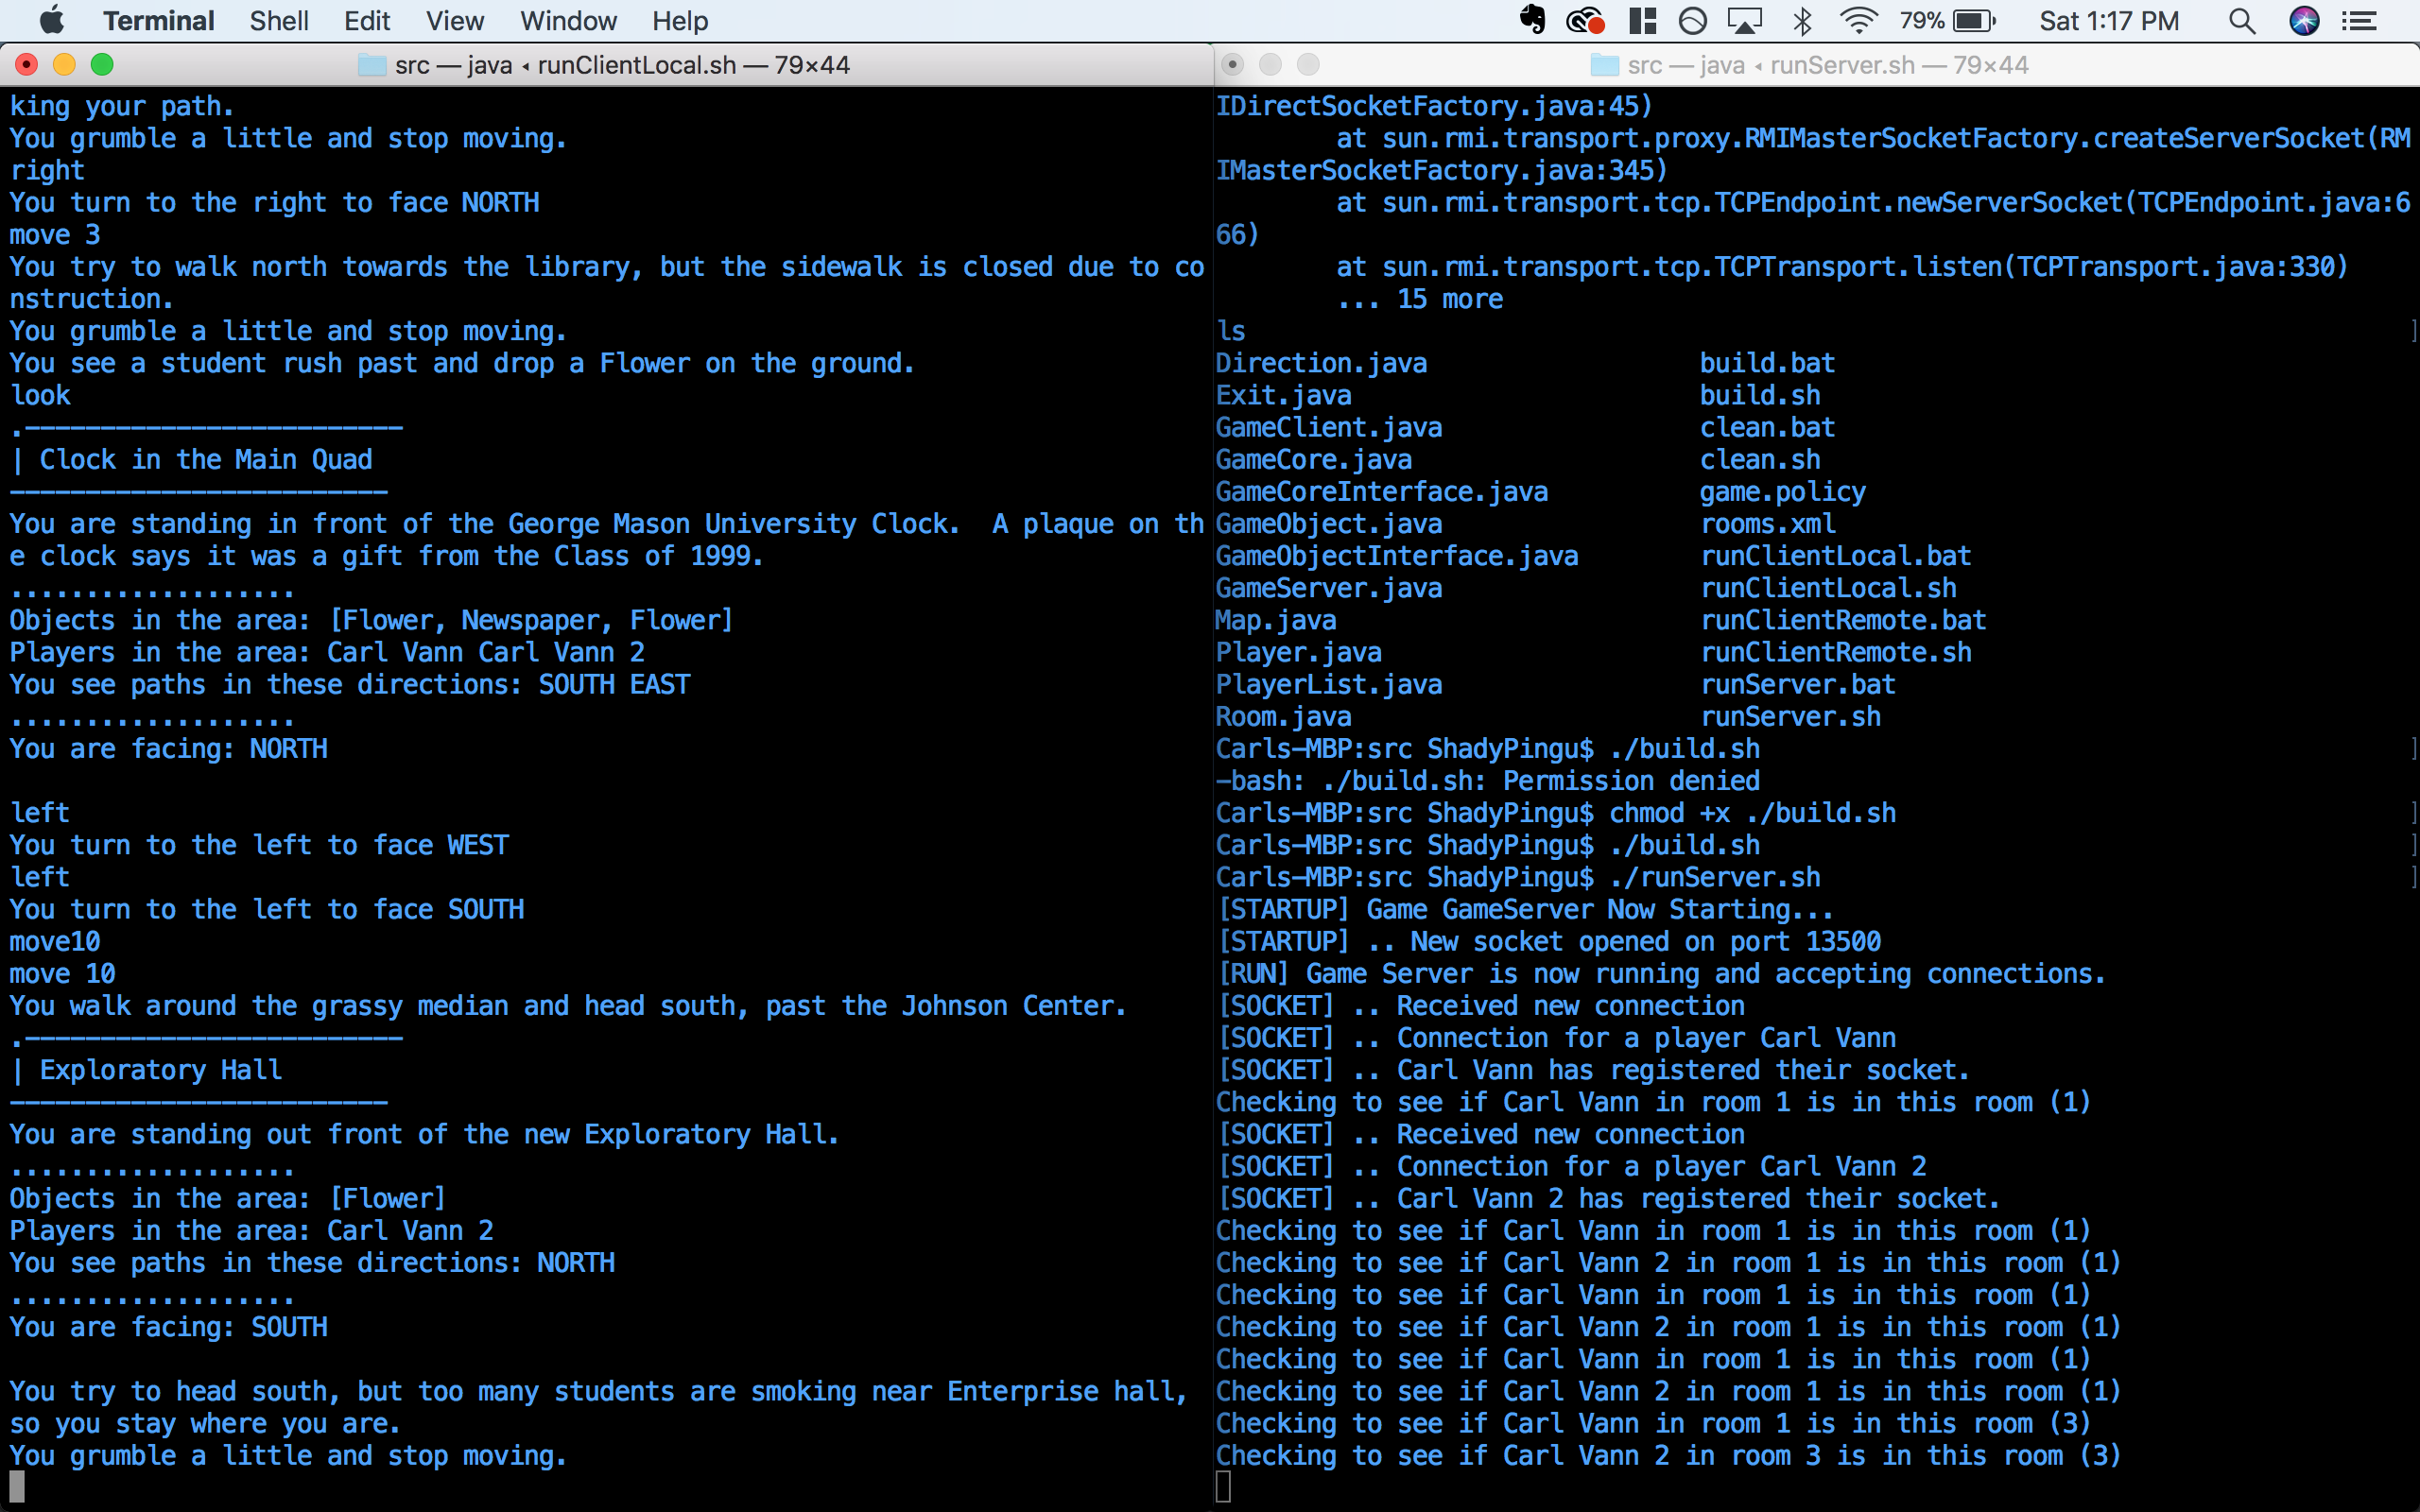 Terminal Shell Edit View Window Help 79% Sat 1:17 PM
src — java ◂ runClientLocal.sh — 79×44
king your path.
You grumble a little and stop moving.
right
You turn to the right to face NORTH
move 3
You try to walk north towards the library, but the sidewalk is closed due to co
nstruction.
You grumble a little and stop moving.
You see a student rush past and drop a Flower on the ground.
look
.-------------------------
| Clock in the Main Quad
-------------------------
You are standing in front of the George Mason University Clock.  A plaque on th
e clock says it was a gift from the Class of 1999.
...................
Objects in the area: [Flower, Newspaper, Flower]
Players in the area: Carl Vann Carl Vann 2
You see paths in these directions: SOUTH EAST
...................
You are facing: NORTH
left
You turn to the left to face WEST
left
You turn to the left to face SOUTH
move10
move 10
You walk around the grassy median and head south, past the Johnson Center.
.-------------------------
| Exploratory Hall
-------------------------
You are standing out front of the new Exploratory Hall.
...................
Objects in the area: [Flower]
Players in the area: Carl Vann 2
You see paths in these directions: NORTH
...................
You are facing: SOUTH
You try to head south, but too many students are smoking near Enterprise hall,
so you stay where you are.
You grumble a little and stop moving.
src — java ◂ runServer.sh — 79×44
IDirectSocketFactory.java:45)
at sun.rmi.transport.proxy.RMIMasterSocketFactory.createServerSocket(RM
IMasterSocketFactory.java:345)
at sun.rmi.transport.tcp.TCPEndpoint.newServerSocket(TCPEndpoint.java:6
66)
at sun.rmi.transport.tcp.TCPTransport.listen(TCPTransport.java:330)
... 15 more
ls ]
Direction.java build.bat
Exit.java build.sh
GameClient.java clean.bat
GameCore.java clean.sh
GameCoreInterface.java game.policy
GameObject.java rooms.xml
GameObjectInterface.java runClientLocal.bat
GameServer.java runClientLocal.sh
Map.java runClientRemote.bat
Player.java runClientRemote.sh
PlayerList.java runServer.bat
Room.java runServer.sh
Carls-MBP:src ShadyPingu$ ./build.sh ]
-bash: ./build.sh: Permission denied
Carls-MBP:src ShadyPingu$ chmod +x ./build.sh ]
Carls-MBP:src ShadyPingu$ ./build.sh ]
Carls-MBP:src ShadyPingu$ ./runServer.sh ]
[STARTUP] Game GameServer Now Starting...
[STARTUP] .. New socket opened on port 13500
[RUN] Game Server is now running and accepting connections.
[SOCKET] .. Received new connection
[SOCKET] .. Connection for a player Carl Vann
[SOCKET] .. Carl Vann has registered their socket.
Checking to see if Carl Vann in room 1 is in this room (1)
[SOCKET] .. Received new connection
[SOCKET] .. Connection for a player Carl Vann 2
[SOCKET] .. Carl Vann 2 has registered their socket.
Checking to see if Carl Vann in room 1 is in this room (1)
Checking to see if Carl Vann 2 in room 1 is in this room (1)
Checking to see if Carl Vann in room 1 is in this room (1)
Checking to see if Carl Vann 2 in room 1 is in this room (1)
Checking to see if Carl Vann in room 1 is in this room (1)
Checking to see if Carl Vann 2 in room 1 is in this room (1)
Checking to see if Carl Vann in room 1 is in this room (3)
Checking to see if Carl Vann 2 in room 3 is in this room (3)